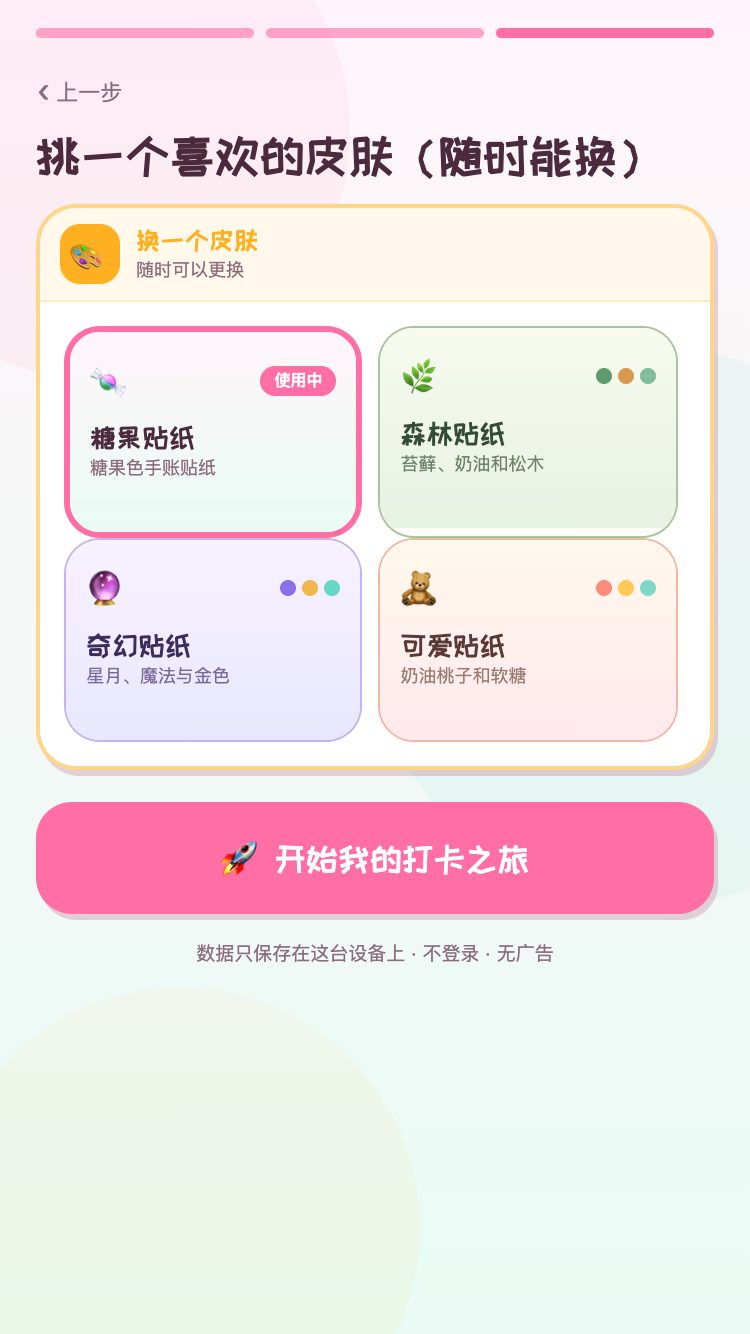 ‹ 上一步
挑一个喜欢的皮肤（随时能换）
换一个皮肤
随时可以更换
使用中
糖果贴纸
糖果色手账贴纸
森林贴纸
苔藓、奶油和松木
奇幻贴纸
星月、魔法与金色
可爱贴纸
奶油桃子和软糖
开始我的打卡之旅
数据只保存在这台设备上 · 不登录 · 无广告